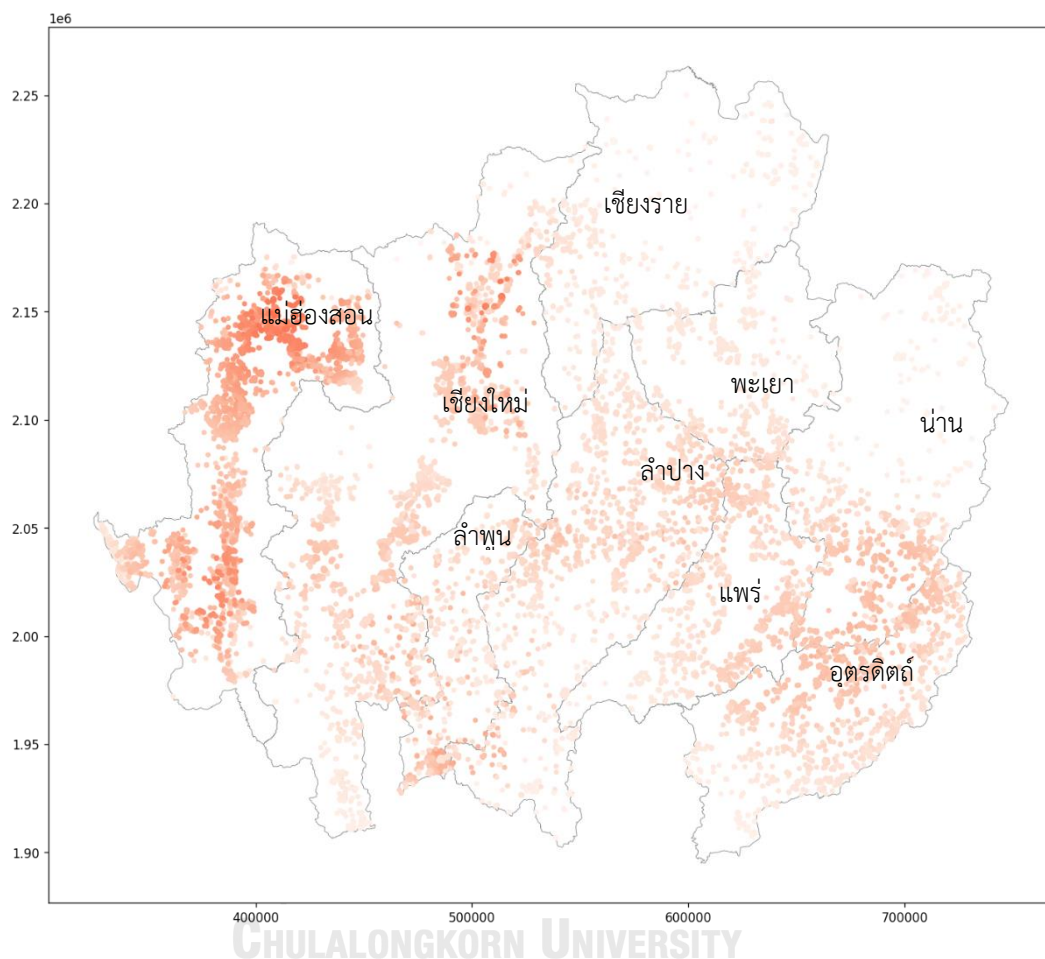 1e6
2.25
2.20
เชียงราย
2.15
แม่ฮ่องสอน
พะเยา
2.10
เชียงใหม่
น่าน
ลำปาง
2.05
ลำพูน
แพร่
2.00
อุตรดิตถ์
1.95
1.90
400000
500000
600000
700000
CHULALONGKORN UNIVERSITY